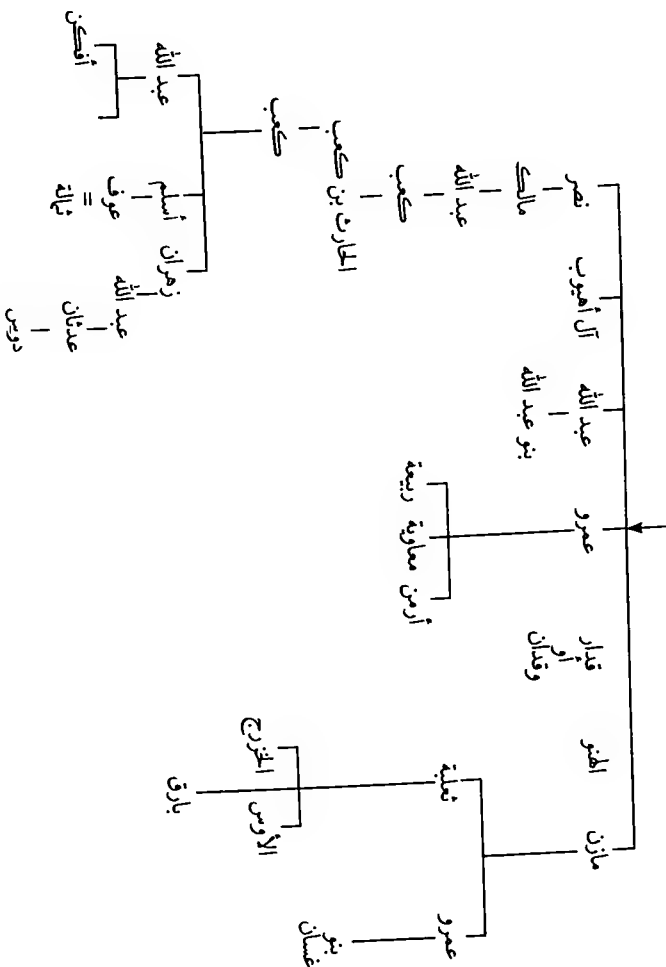 مازن
الهنو
قدار
أو
وقدان
عمرو
عبد الله
آل أهيوب
نصر
عمرو
ثعلبة
بنو
غسان
الأوس
الخزرج
بارق
أرمن
معاوية
ربيعة
بنو عبد الله
مالك
عبد الله
كعب
الحارث بن كعب
كعب
زهران
أسلم
عبد الله
عبد الله
عدثان
دوس
عوف
=
ثمالة
أفكن